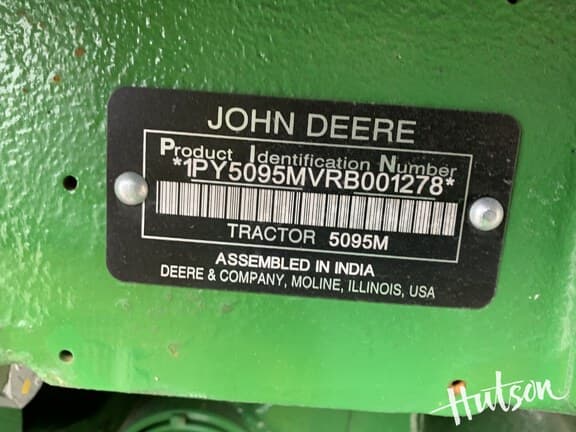 JOHN DEERE
Product Identification Number
*1PY5095MVRB001278*
TRACTOR 5095M
ASSEMBLED IN INDIA
DEERE & COMPANY, MOLINE, ILLINOIS, USA
Hutson